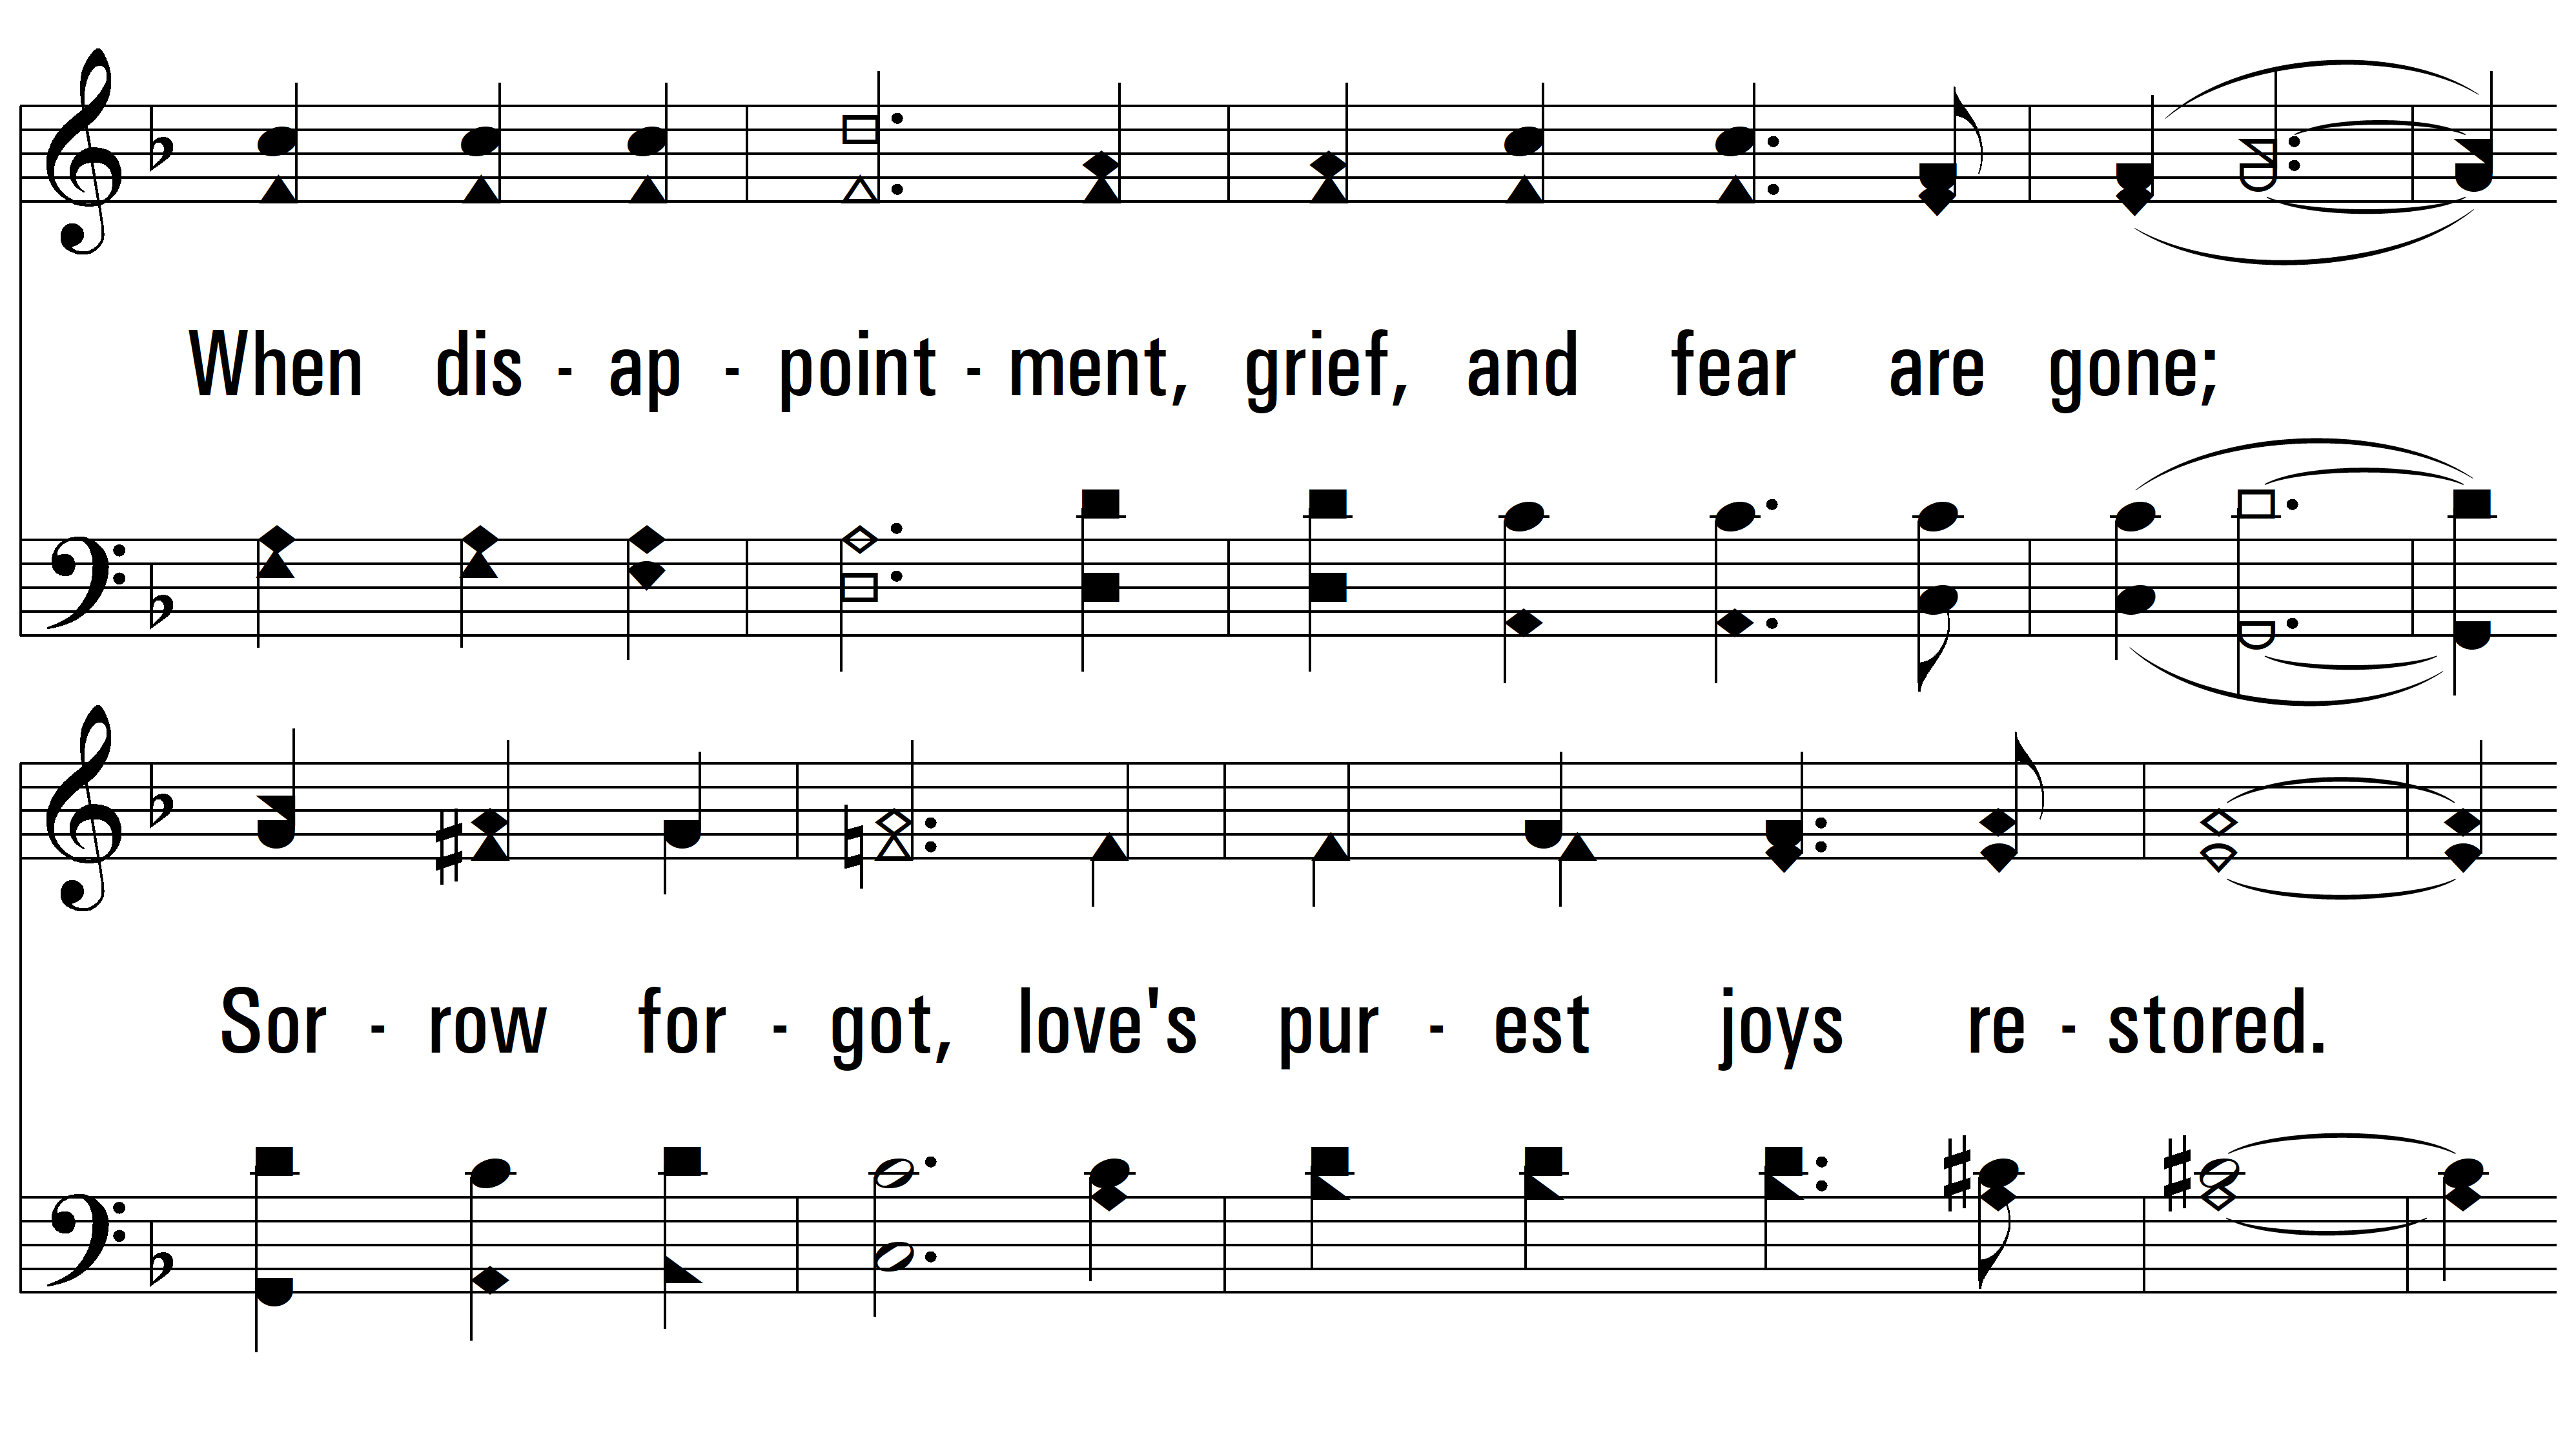 When dis - ap - point - ment, grief, and fear are gone;
Sor - row for - got, love's pur - est joys re - stored.